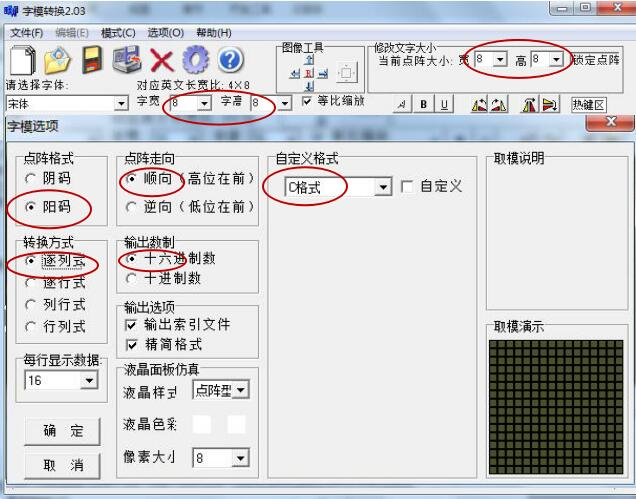 字模转换2.03
文件(F) 编辑(E) 模式(C) 选项(O) 帮助(H)
图像工具 修改文字大小
当前点阵大小: 宽 8 高 8 锁定点阵
请选择字体: 对应英文长宽比: 4X8
宋体 字宽 8 字高 8 等比缩放 A B U 热键区
字模选项
点阵格式 点阵走向 自定义格式 取模说明
阴码 顺向(高位在前) C格式 自定义
阳码 逆向(低位在前)
转换方式 输出数制
逐列式 十六进制数
逐行式 十进制数
列行式 输出选项
行列式 输出索引文件 取模演示
精简格式
每行显示数据: 液晶面板仿真
16 液晶样式 点阵型
液晶色彩
确 定
像素大小 8
取 消